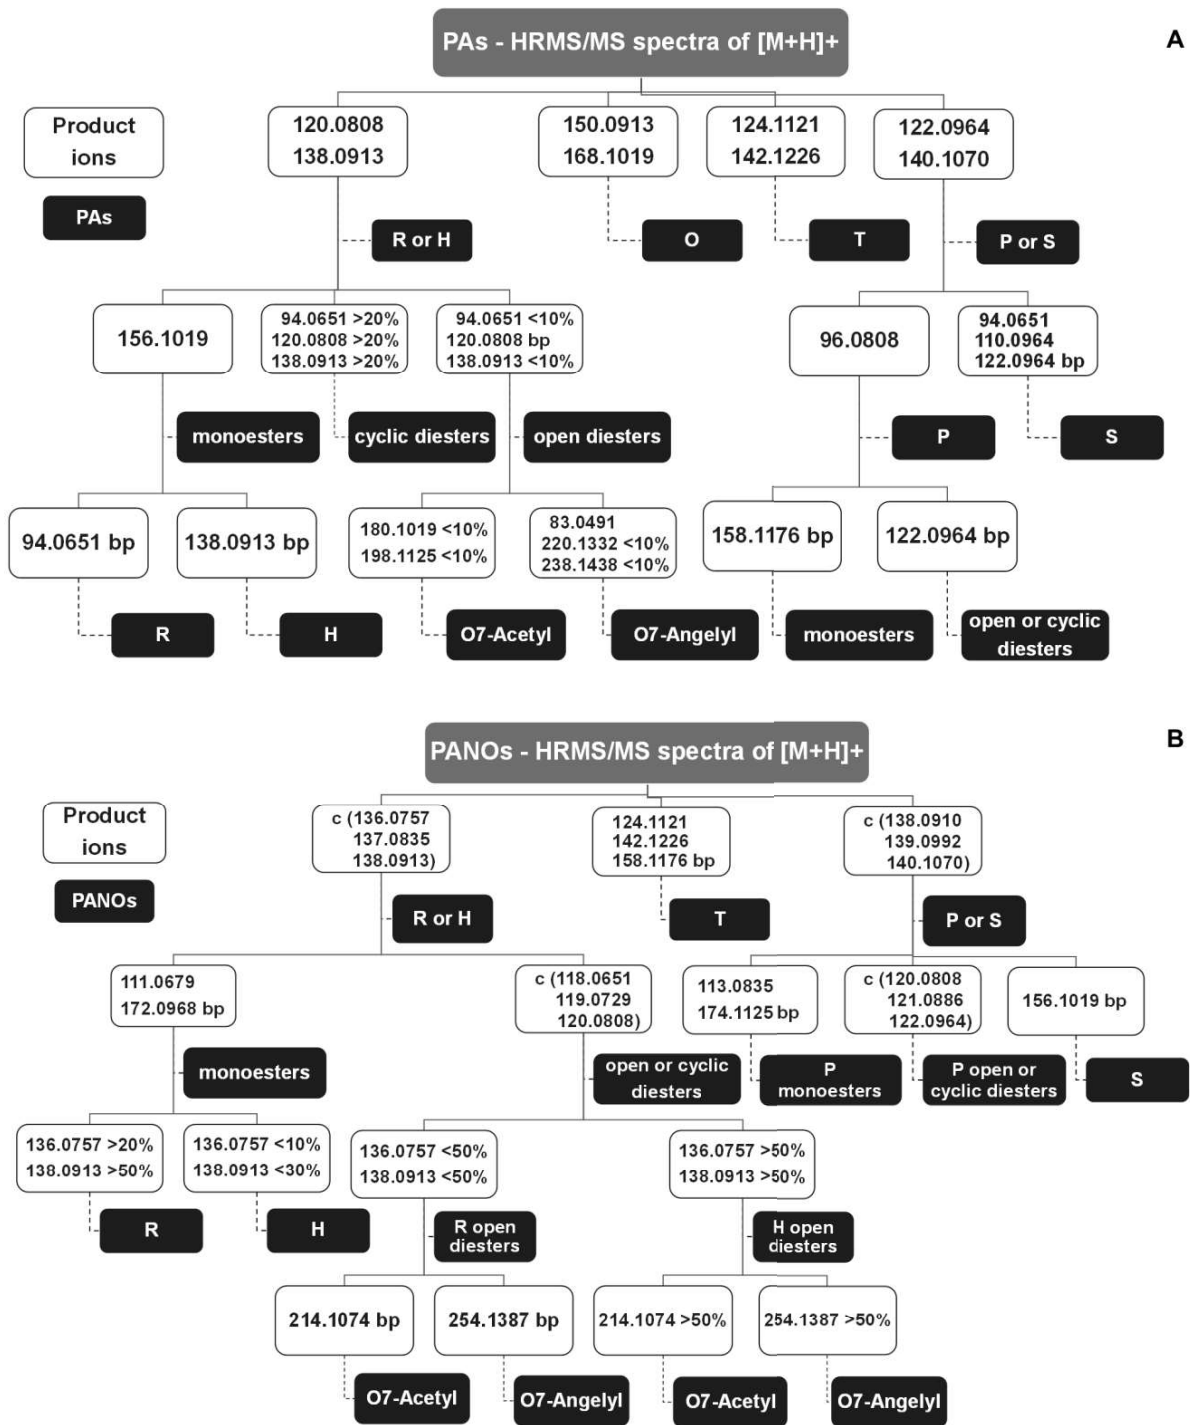 PAs - HRMS/MS spectra of [M+H]+
A
Product
ions
PAs
120.0808
138.0913
150.0913
168.1019
124.1121
142.1226
122.0964
140.1070
R or H
O
T
P or S
156.1019
94.0651 >20%
120.0808 >20%
138.0913 >20%
94.0651 <10%
120.0808 bp
138.0913 <10%
96.0808
94.0651
110.0964
122.0964 bp
monoesters
cyclic diesters
open diesters
P
S
94.0651 bp
138.0913 bp
180.1019 <10%
198.1125 <10%
83.0491
220.1332 <10%
238.1438 <10%
158.1176 bp
122.0964 bp
R
H
O7-Acetyl
O7-Angelyl
monoesters
open or cyclic
diesters
PANOs - HRMS/MS spectra of [M+H]+
B
Product
ions
PANOs
c (136.0757
137.0835
138.0913)
124.1121
142.1226
158.1176 bp
c (138.0910
139.0992
140.1070)
R or H
T
P or S
111.0679
172.0968 bp
c (118.0651
119.0729
120.0808)
113.0835
174.1125 bp
c (120.0808
121.0886
122.0964)
156.1019 bp
monoesters
open or cyclic
diesters
P
monoesters
P open or
cyclic diesters
S
136.0757 >20%
138.0913 >50%
136.0757 <10%
138.0913 <30%
136.0757 <50%
138.0913 <50%
136.0757 >50%
138.0913 >50%
R
H
R open
diesters
H open
diesters
214.1074 bp
254.1387 bp
214.1074 >50%
254.1387 >50%
O7-Acetyl
O7-Angelyl
O7-Acetyl
O7-Angelyl